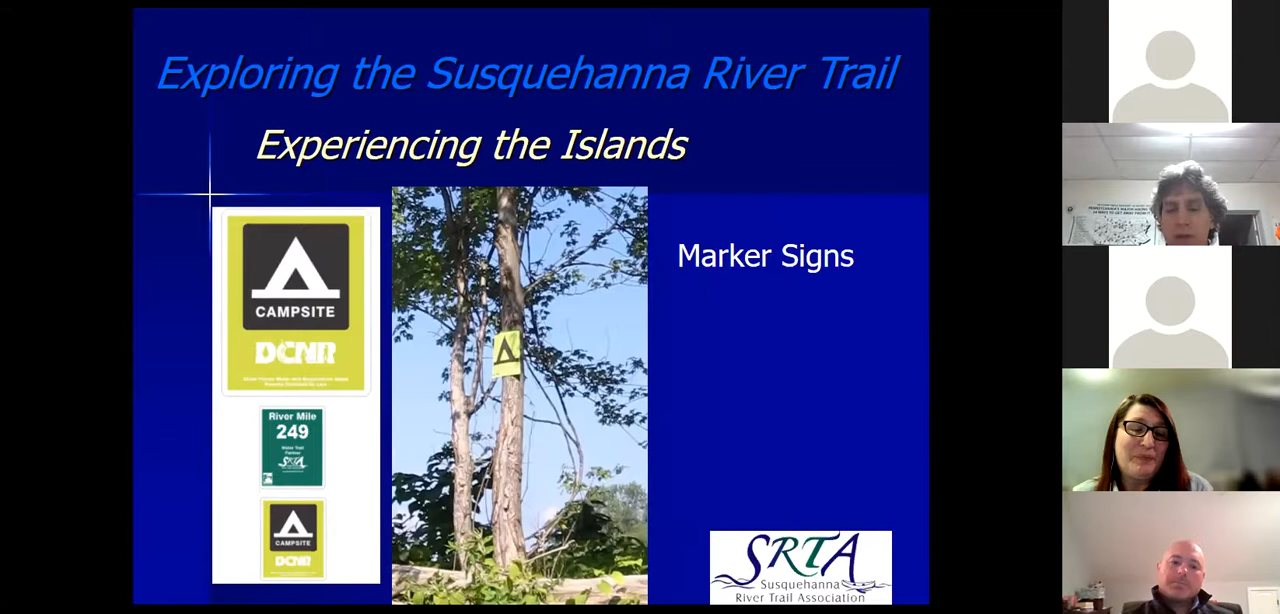 Exploring the Susquehanna River Trail
Experiencing the Islands
CAMPSITE
DCNR
River Mile
249
Water Trail
Partner
SRTA
CAMPSITE
DCNR
Marker Signs
SRTA
Susquehanna
River Trail Association